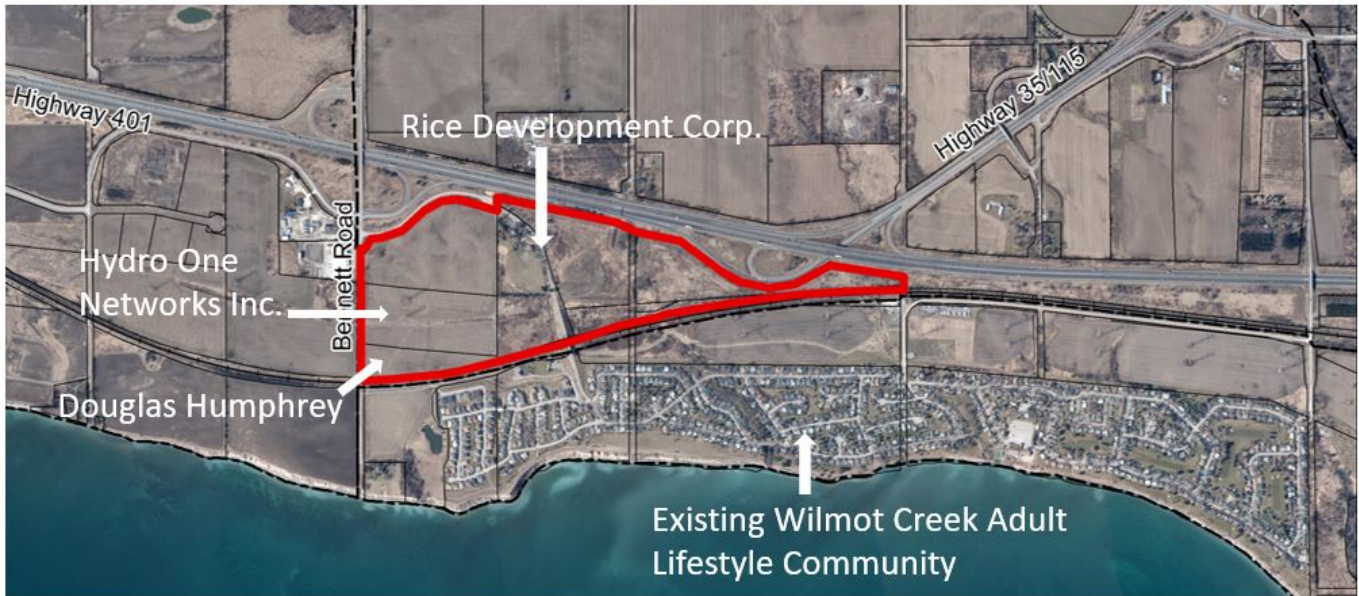 Highway 401
Rice Development Corp.
Highway 35/115
Bennett Road
Hydro One
Networks Inc.
Douglas Humphrey
Existing Wilmot Creek Adult
Lifestyle Community